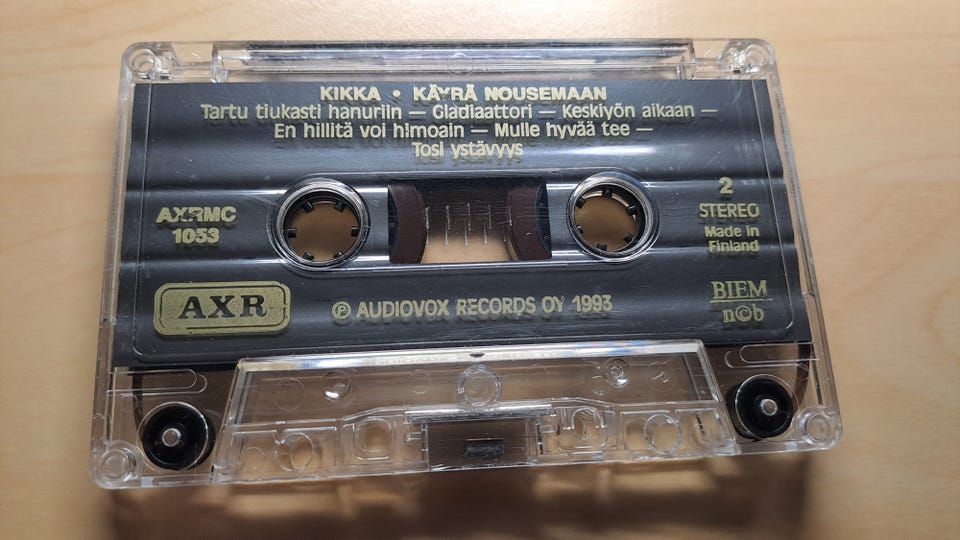 KIKKA • KÄYRÄ NOUSEMAAN
Tartu tiukasti hanuriin — Gladiaattori — Keskiyön aikaan —
En hillitä voi himoain — Mulle hyvää tee —
Tosi ystävyys
AXRMC
1053
2
STEREO
Made in
Finland
AXR
℗ AUDIOVOX RECORDS OY 1993
BIEM
n©b